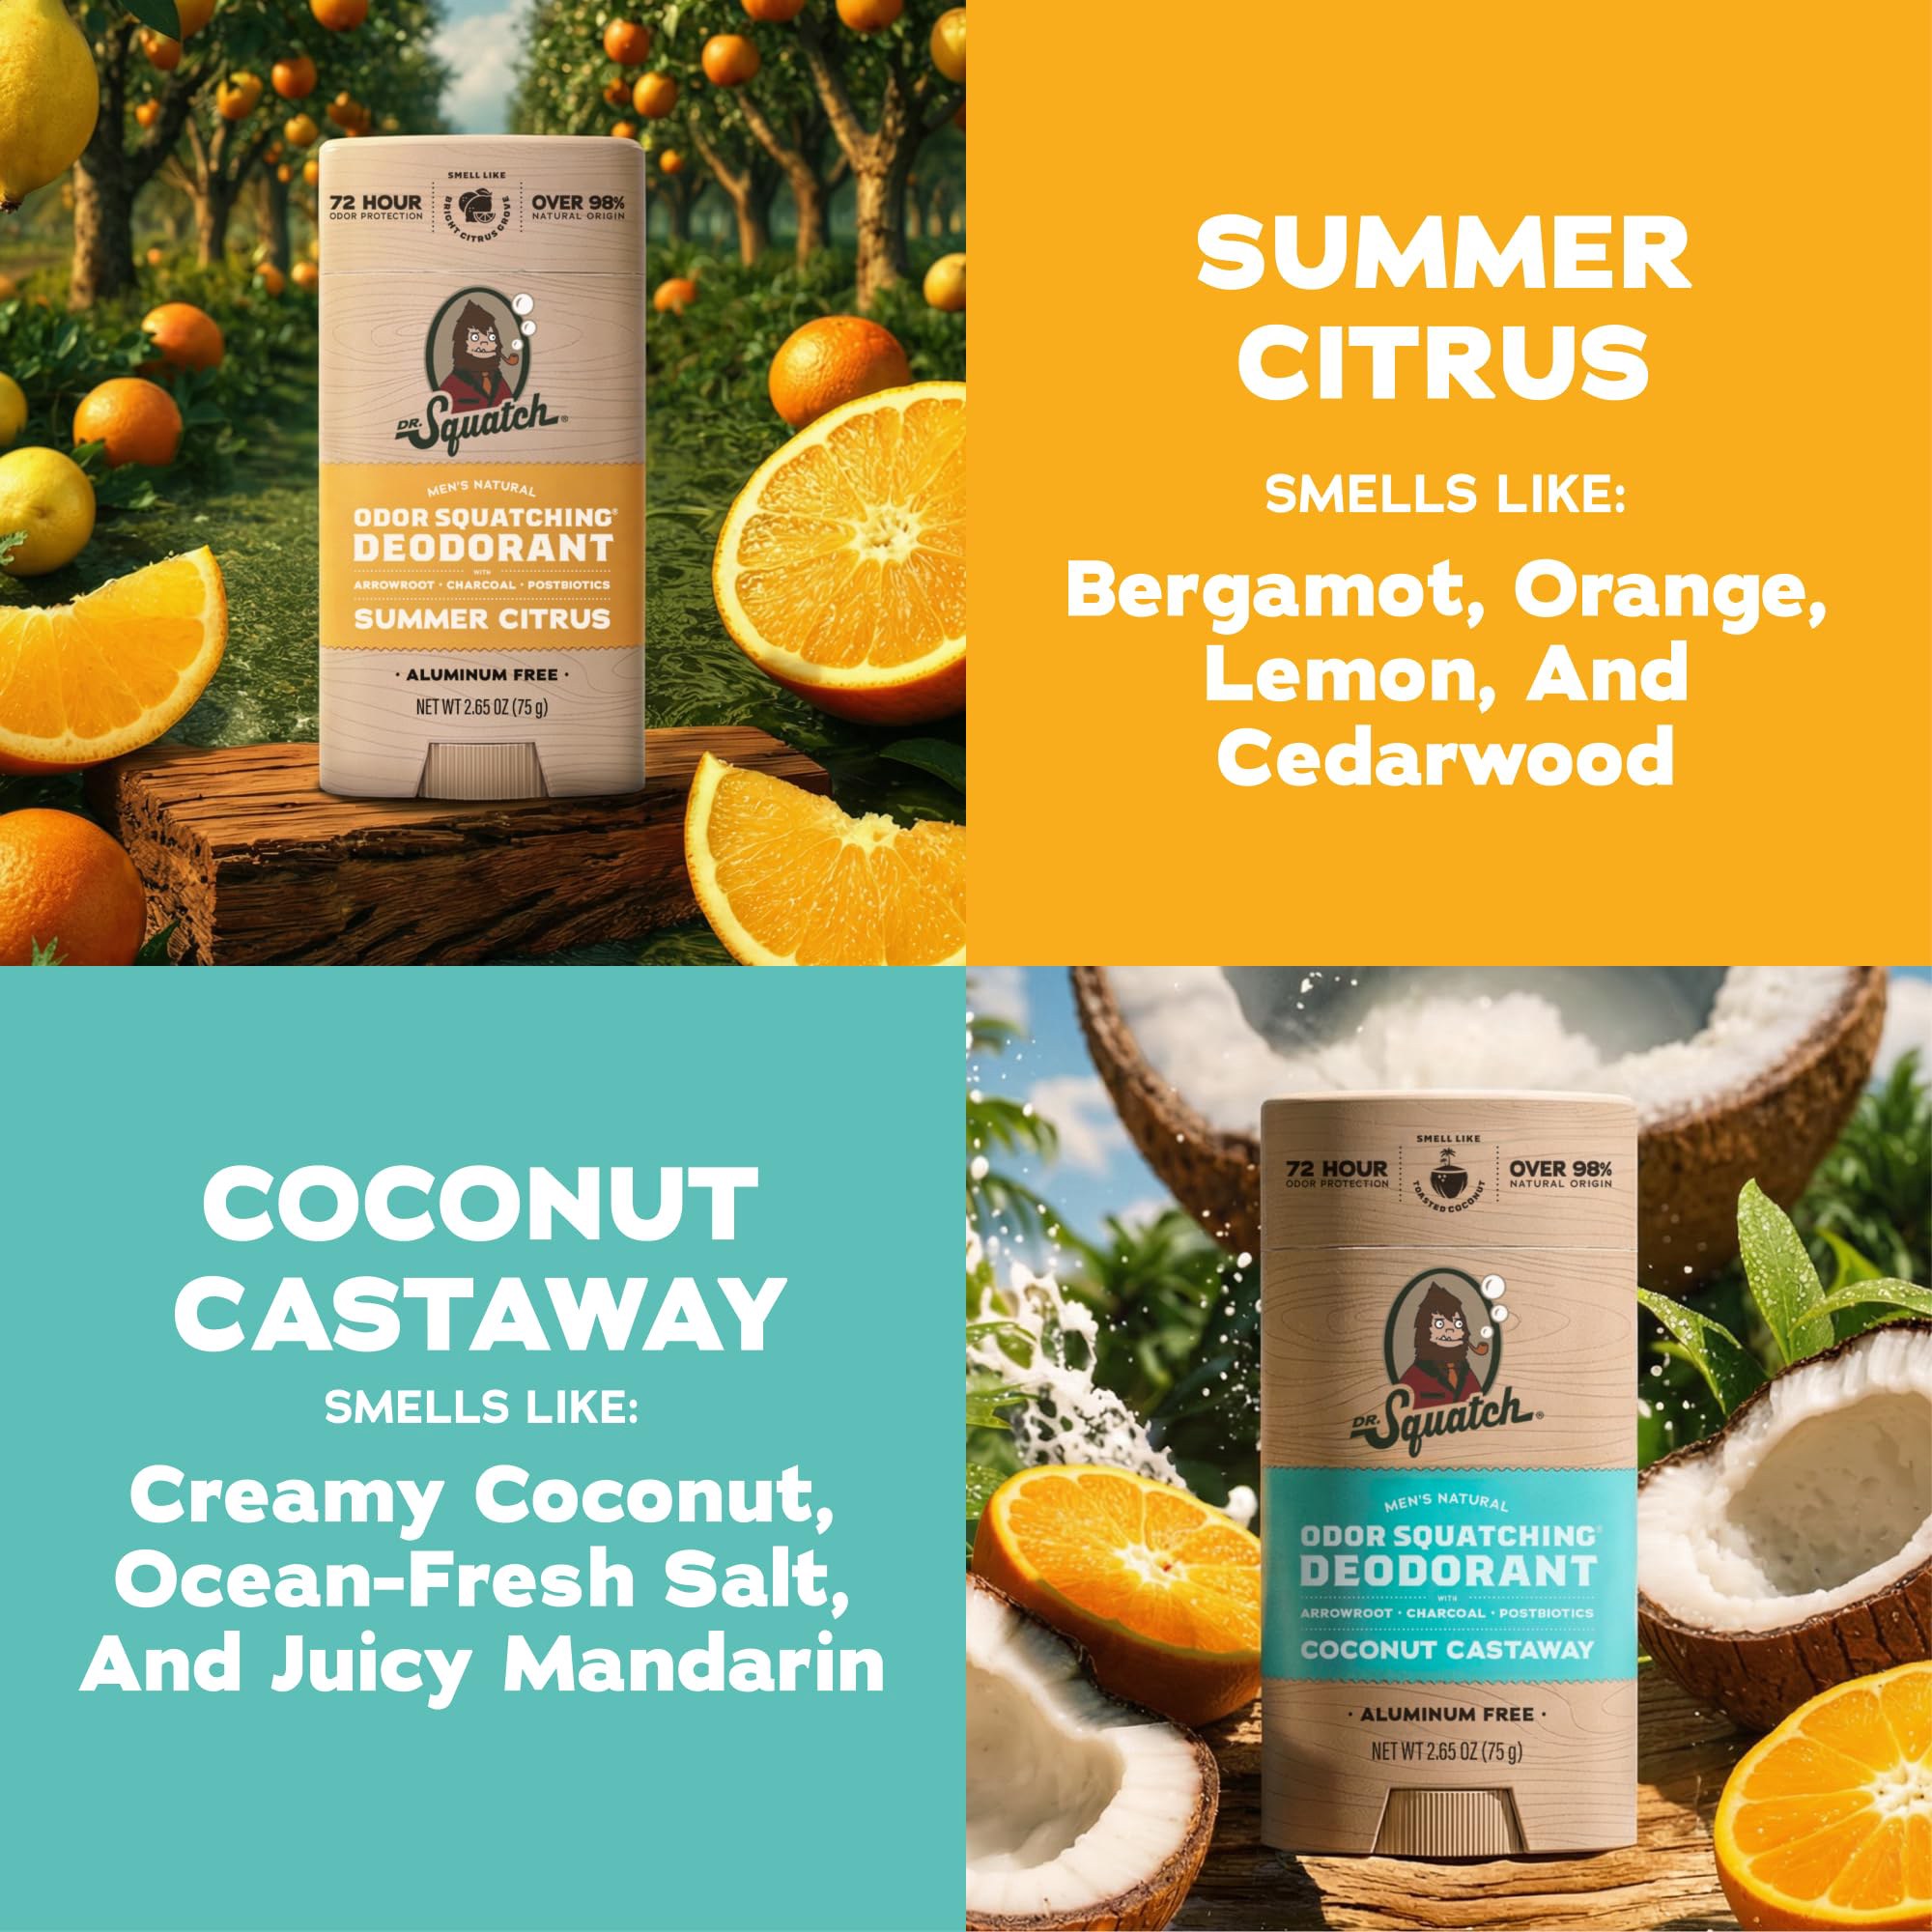 SMELL LIKE
72 HOUR
ODOR PROTECTION
BRIGHT CITRUS GROVE
OVER 98%
NATURAL ORIGIN
DR. Squatch®
MEN'S NATURAL
ODOR SQUATCHING®
DEODORANT
WITH
ARROWROOT · CHARCOAL · POSTBIOTICS
SUMMER CITRUS
· ALUMINUM FREE ·
NET WT 2.65 OZ (75 g)
SUMMER
CITRUS
SMELLS LIKE:
Bergamot, Orange,
Lemon, And
Cedarwood
COCONUT
CASTAWAY
SMELLS LIKE:
Creamy Coconut,
Ocean-Fresh Salt,
And Juicy Mandarin
SMELL LIKE
72 HOUR
ODOR PROTECTION
TOASTED COCONUT
OVER 98%
NATURAL ORIGIN
DR. Squatch®
MEN'S NATURAL
ODOR SQUATCHING®
DEODORANT
WITH
ARROWROOT · CHARCOAL · POSTBIOTICS
COCONUT CASTAWAY
· ALUMINUM FREE ·
NET WT 2.65 OZ (75 g)